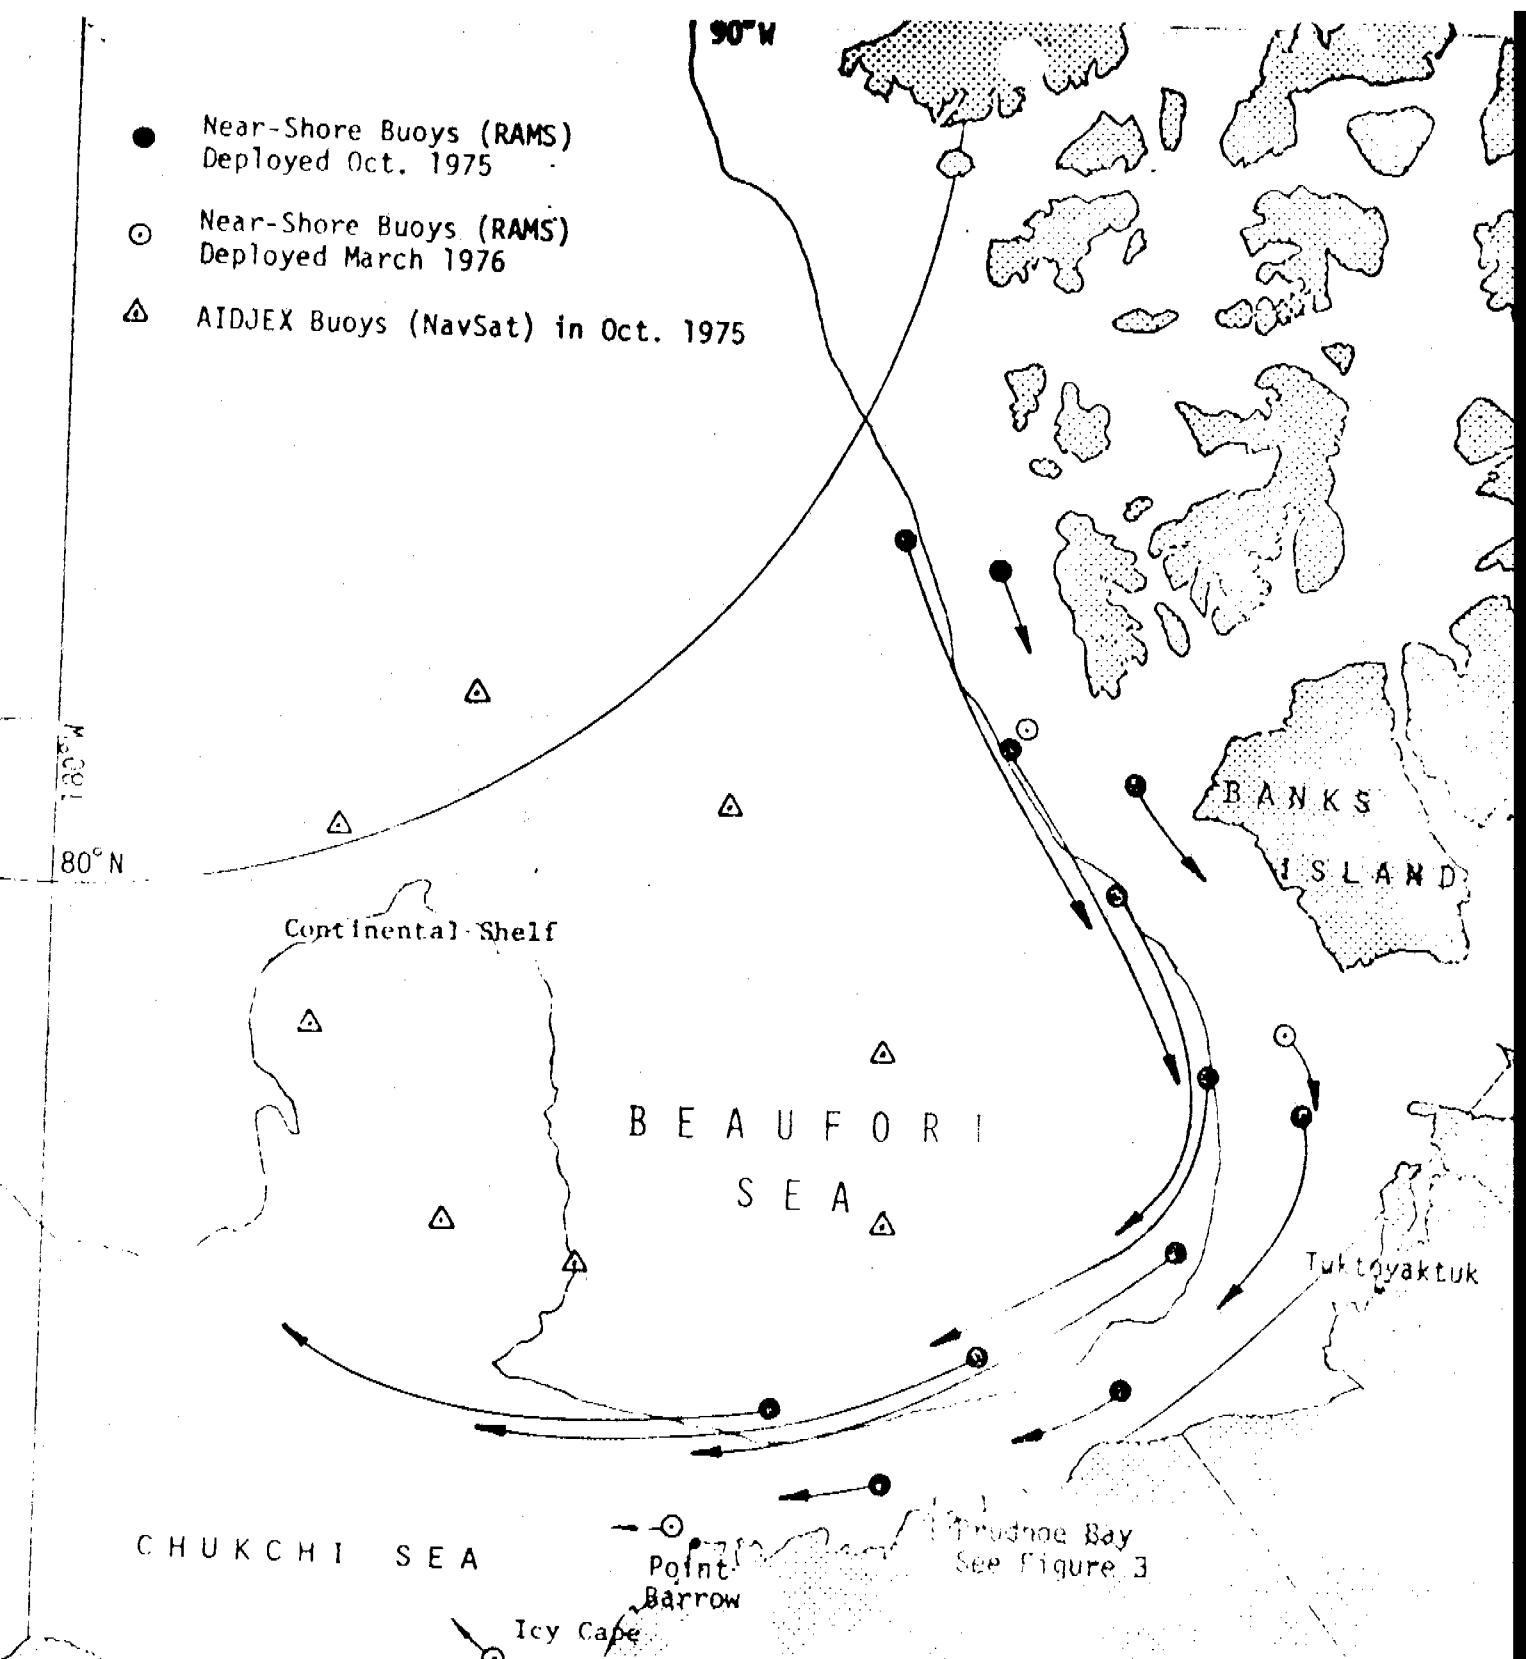 90°W
Near-Shore Buoys (RAMS)
Deployed Oct. 1975
Near-Shore Buoys (RAMS)
Deployed March 1976
AIDJEX Buoys (NavSat) in Oct. 1975
180°W
80°N
BANKS
ISLAND
Continental Shelf
BEAUFORI
SEA
Tuktoyaktuk
Prudhoe Bay
See Figure 3
CHUKCHI SEA
Point
Barrow
Icy Cape